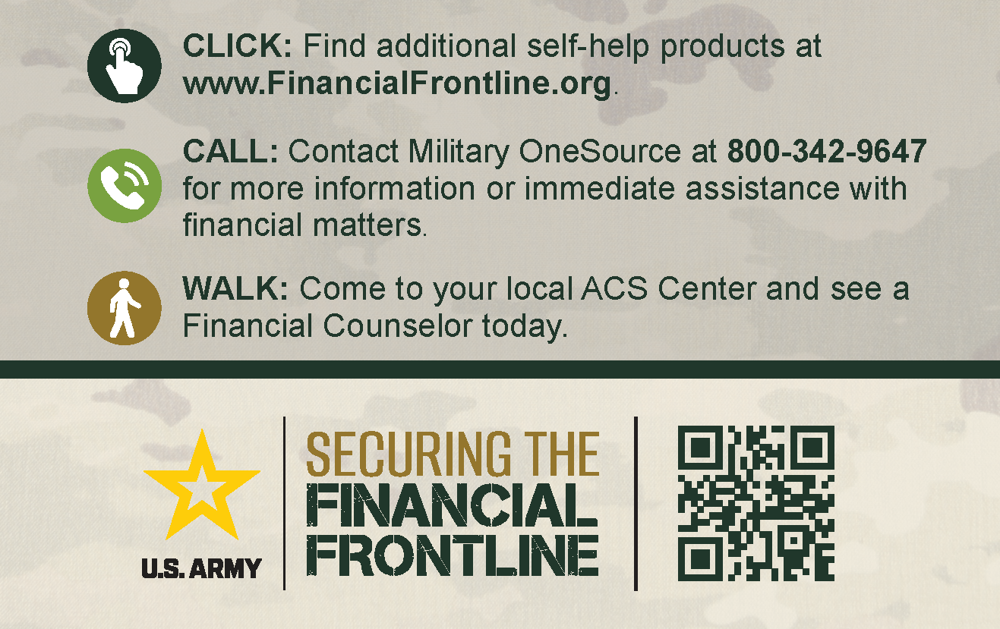 CLICK: Find additional self-help products at
www.FinancialFrontline.org.
CALL: Contact Military OneSource at 800-342-9647
for more information or immediate assistance with
financial matters.
WALK: Come to your local ACS Center and see a
Financial Counselor today.
U.S. ARMY
SECURING THE
FINANCIAL
FRONTLINE